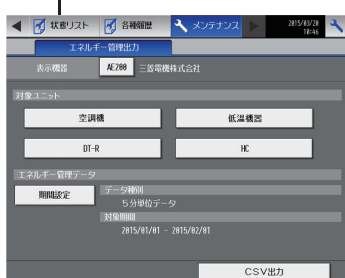 状態リスト 各種履歴 メンテナンス 2015/03/20 10:46
エネルギー管理出力
表示機器 AE200 三菱電機株式会社
対象ユニット
空調機 低温機器
DT-R HC
エネルギー管理データ
期間設定 データ種別
5分単位データ
対象期間
2015/01/01 - 2015/02/01
CSV出力